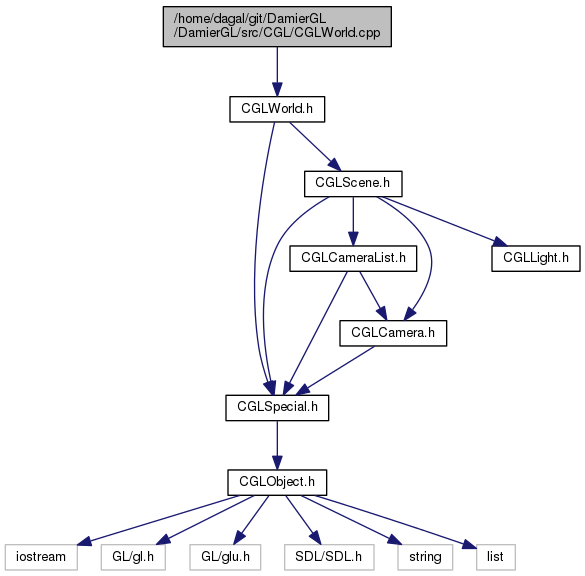 /home/dagal/git/DamierGL
/DamierGL/src/CGL/CGLWorld.cpp
CGLWorld.h
CGLScene.h
CGLCameraList.h
CGLLight.h
CGLCamera.h
CGLSpecial.h
CGLObject.h
iostream
GL/gl.h
GL/glu.h
SDL/SDL.h
string
list